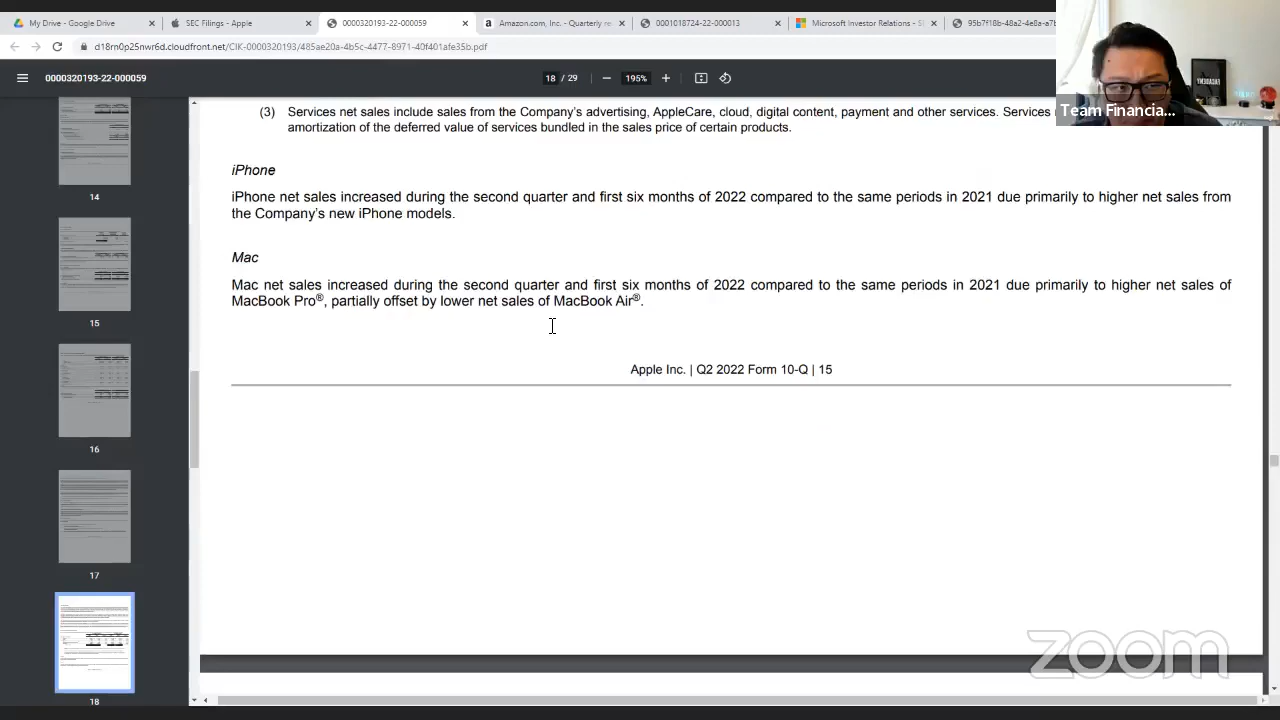 My Drive - Google Drive
SEC Filings - Apple
0000320193-22-000059
Amazon.com, Inc. - Quarterly re
0001018724-22-000013
Microsoft Investor Relations - S
95b7f18b-48a2-4e8a-a7b
d18rn0p25nwr6d.cloudfront.net/CIK-0000320193/485ae20a-4b5c-4477-8971-40f401afe35b.pdf
0000320193-22-000059
18 / 29
195%
Team Financia...
(3) Services net sales include sales from the Company's advertising, AppleCare, cloud, digital content, payment and other services. Services
amortization of the deferred value of services bundled in the sales price of certain products.
iPhone
iPhone net sales increased during the second quarter and first six months of 2022 compared to the same periods in 2021 due primarily to higher net sales from
the Company's new iPhone models.
Mac
Mac net sales increased during the second quarter and first six months of 2022 compared to the same periods in 2021 due primarily to higher net sales of
MacBook Pro®, partially offset by lower net sales of MacBook Air®.
Apple Inc. | Q2 2022 Form 10-Q | 15
14
15
16
17
18
zoom